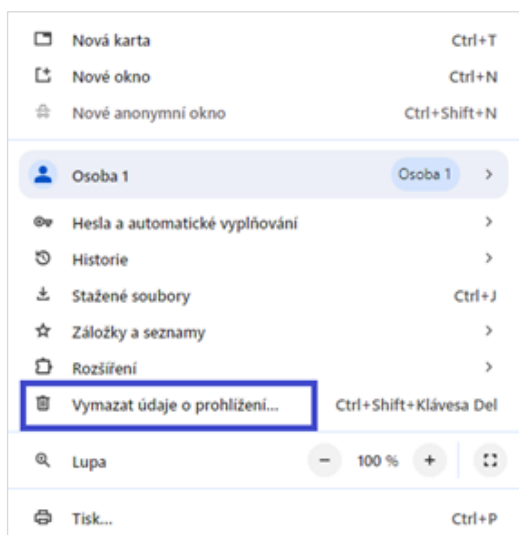 Nová karta Ctrl+T
Nové okno Ctrl+N
Nové anonymní okno Ctrl+Shift+N
Osoba 1 Osoba 1
Hesla a automatické vyplňování
Historie
Stažené soubory Ctrl+J
Záložky a seznamy
Rozšíření
Vymazat údaje o prohlížení... Ctrl+Shift+Klávesa Del
Lupa − 100 % +
Tisk... Ctrl+P